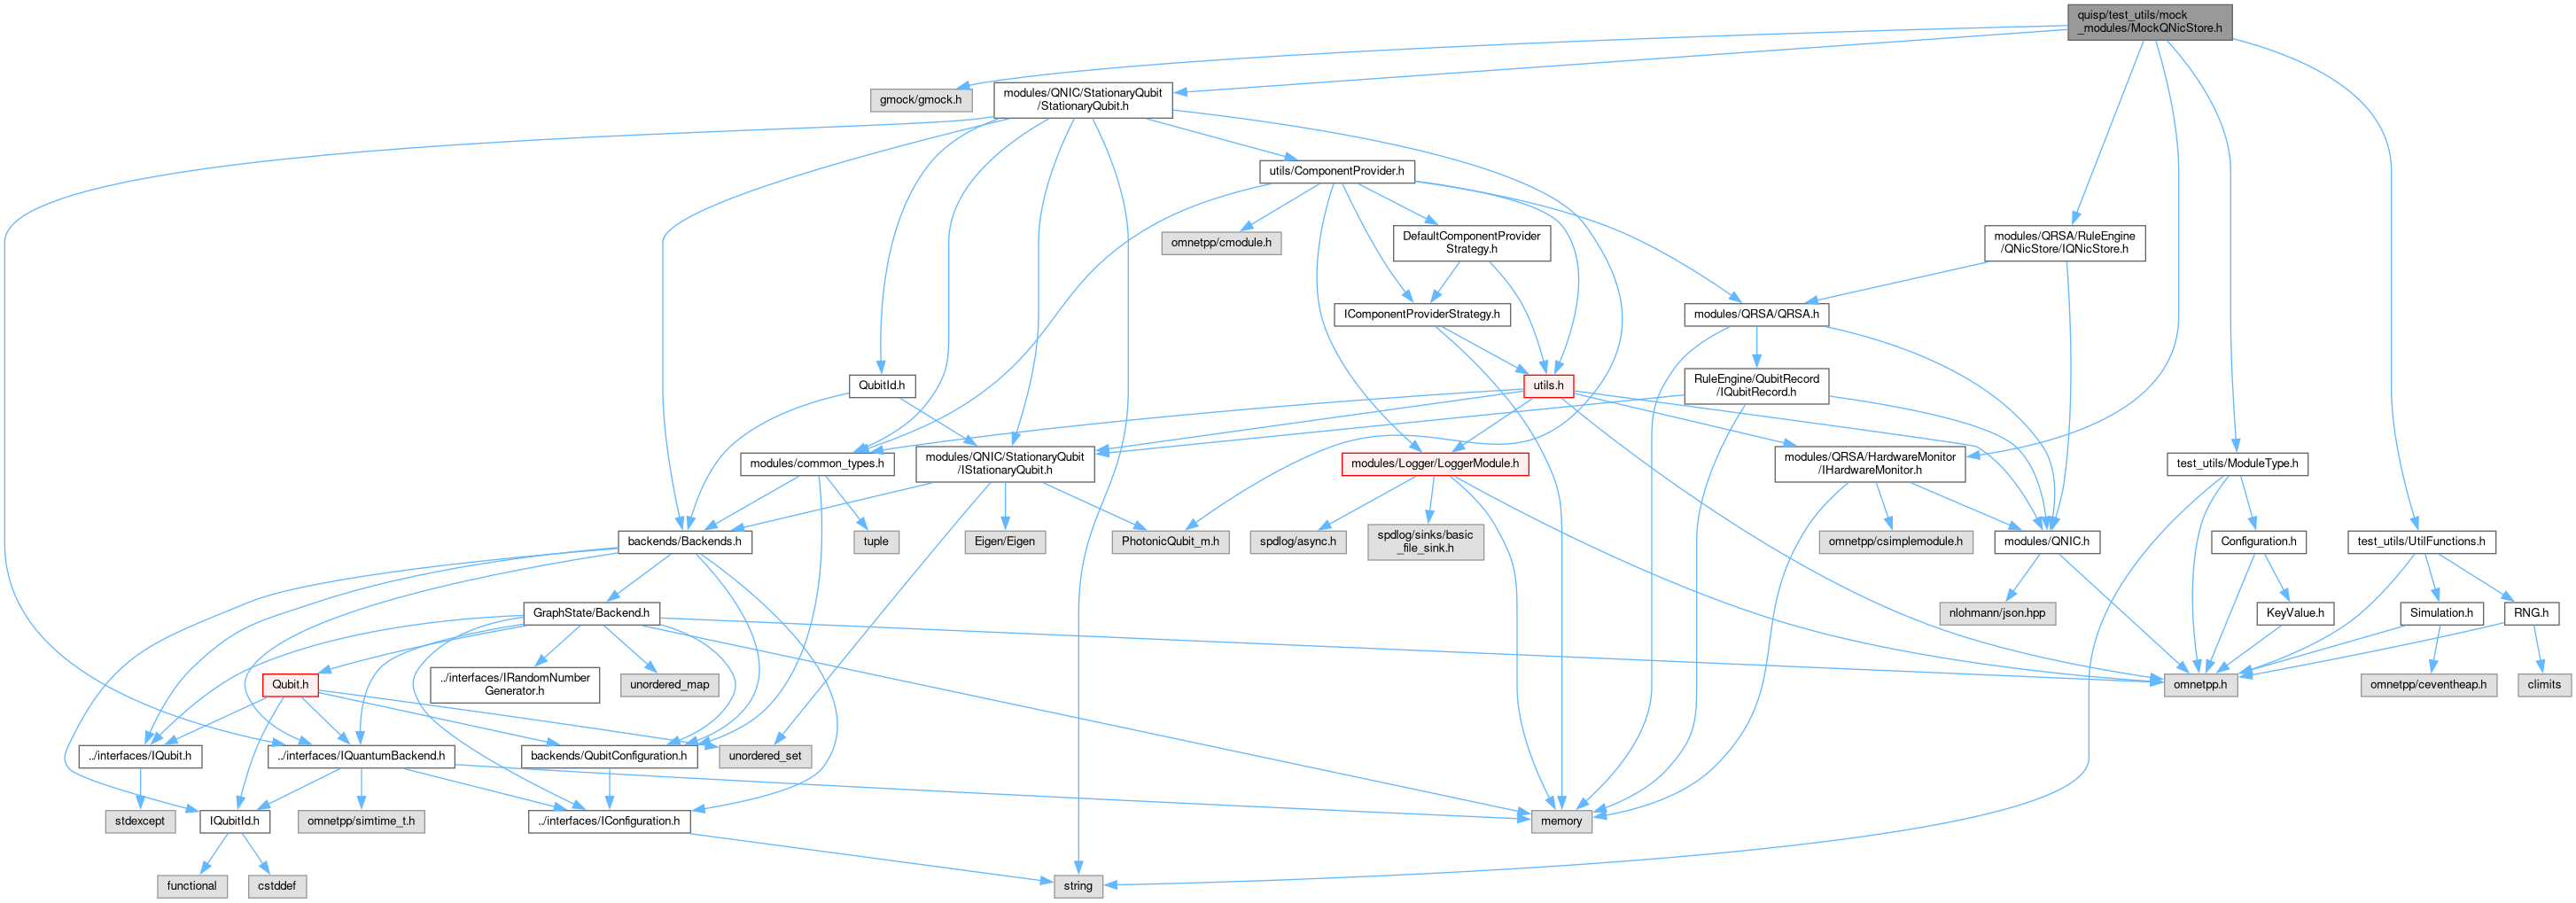 quisp/test_utils/mock
_modules/MockQNicStore.h
gmock/gmock.h
modules/QNIC/StationaryQubit
/StationaryQubit.h
utils/ComponentProvider.h
omnetpp/cmodule.h
DefaultComponentProvider
Strategy.h
modules/QRSA/RuleEngine
/QNicStore/IQNicStore.h
IComponentProviderStrategy.h
modules/QRSA/QRSA.h
QubitId.h
utils.h
RuleEngine/QubitRecord
/IQubitRecord.h
modules/common_types.h
modules/QNIC/StationaryQubit
/IStationaryQubit.h
modules/Logger/LoggerModule.h
modules/QRSA/HardwareMonitor
/IHardwareMonitor.h
test_utils/ModuleType.h
backends/Backends.h
tuple
Eigen/Eigen
PhotonicQubit_m.h
spdlog/async.h
spdlog/sinks/basic
_file_sink.h
omnetpp/csimplemodule.h
modules/QNIC.h
Configuration.h
test_utils/UtilFunctions.h
GraphState/Backend.h
nlohmann/json.hpp
KeyValue.h
Simulation.h
RNG.h
Qubit.h
../interfaces/IRandomNumber
Generator.h
unordered_map
omnetpp.h
omnetpp/ceventheap.h
climits
../interfaces/IQubit.h
../interfaces/IQuantumBackend.h
backends/QubitConfiguration.h
unordered_set
stdexcept
IQubitId.h
omnetpp/simtime_t.h
../interfaces/IConfiguration.h
memory
functional
cstddef
string